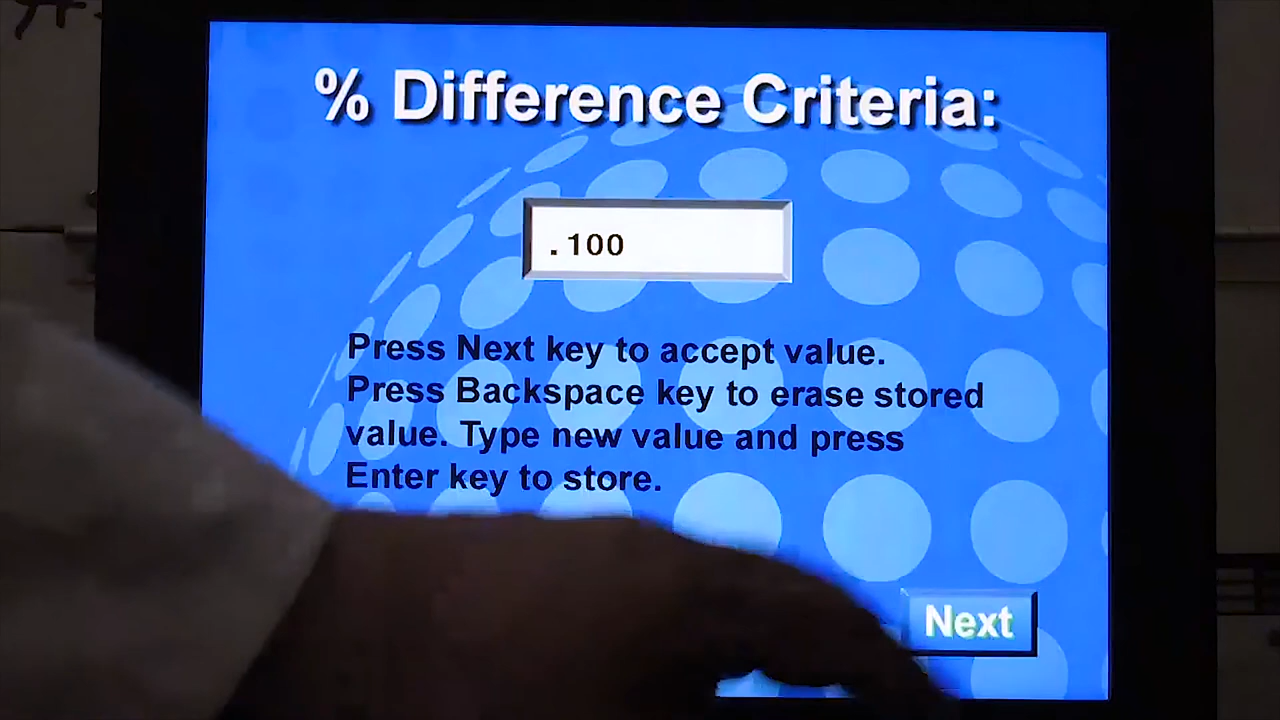 % Difference Criteria:
.100
Press Next key to accept value.
Press Backspace key to erase stored
value. Type new value and press
Enter key to store.
Next